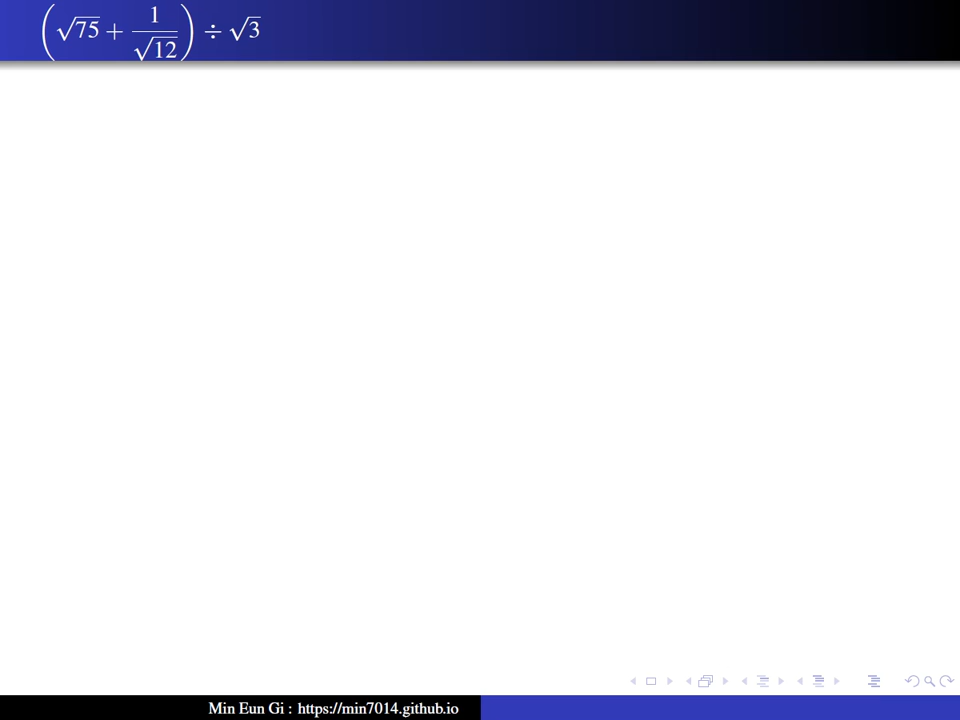 (√75 + 1/√12) ÷ √3
Min Eun Gi : https://min7014.github.io